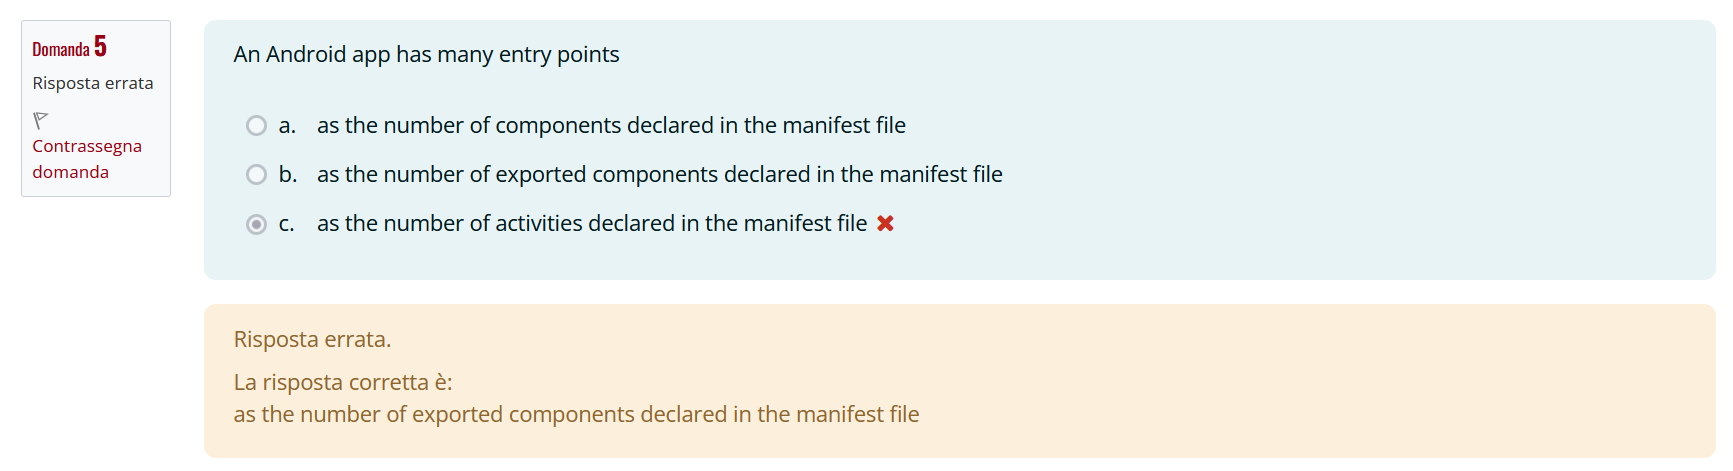 Domanda 5
Risposta errata
Contrassegna
domanda
An Android app has many entry points
a. as the number of components declared in the manifest file
b. as the number of exported components declared in the manifest file
c. as the number of activities declared in the manifest file
Risposta errata.
La risposta corretta è:
as the number of exported components declared in the manifest file